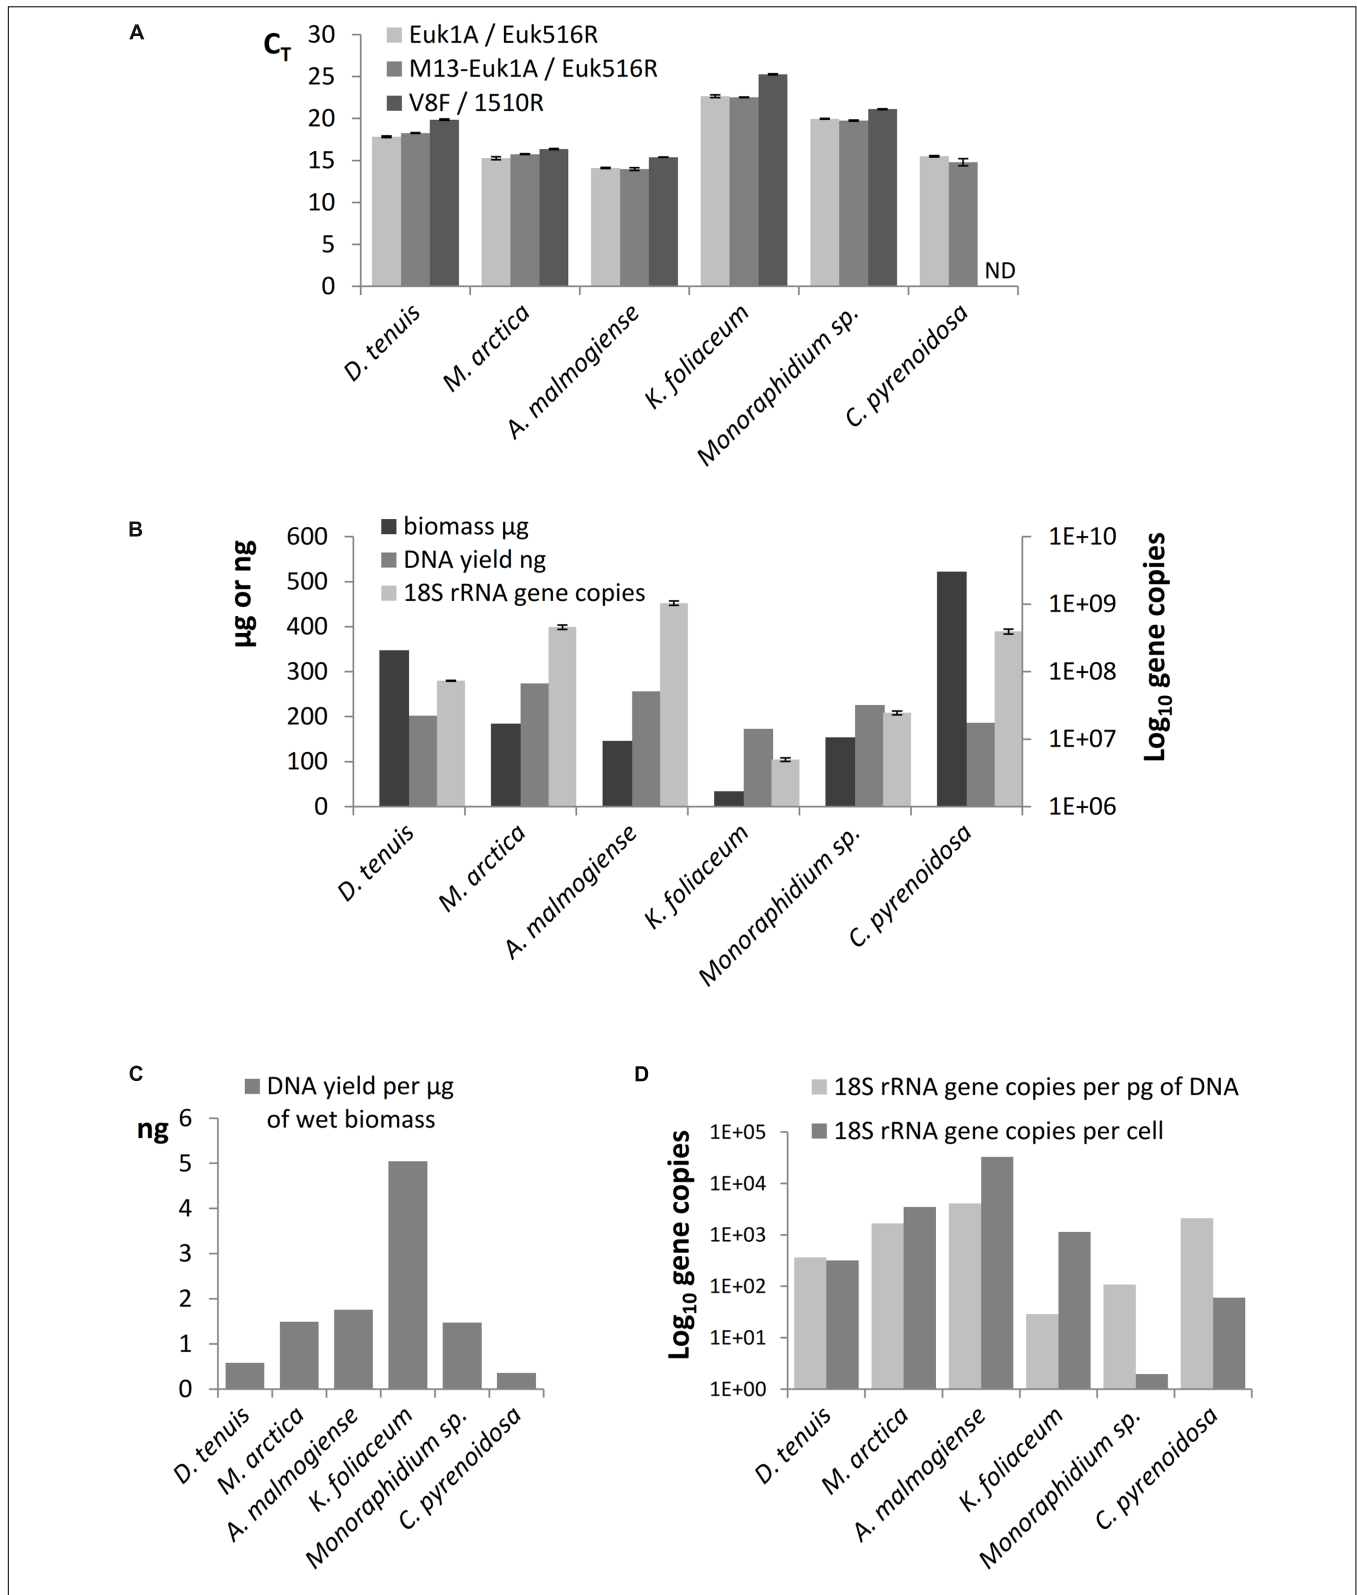 A
C_T
Euk1A / Euk516R
M13-Euk1A / Euk516R
V8F / 1510R
30
25
20
15
10
5
0
ND
D. tenuis
M. arctica
A. malmogiense
K. foliaceum
Monoraphidium sp.
C. pyrenoidosa
B
µg or ng
biomass µg
DNA yield ng
18S rRNA gene copies
600
500
400
300
200
100
0
1E+10
1E+09
1E+08
1E+07
1E+06
Log10 gene copies
D. tenuis
M. arctica
A. malmogiense
K. foliaceum
Monoraphidium sp.
C. pyrenoidosa
C
DNA yield per µg
of wet biomass
ng
6
5
4
3
2
1
0
D. tenuis
M. arctica
A. malmogiense
K. foliaceum
Monoraphidium sp.
C. pyrenoidosa
D
18S rRNA gene copies per pg of DNA
18S rRNA gene copies per cell
Log10 gene copies
1E+05
1E+04
1E+03
1E+02
1E+01
1E+00
D. tenuis
M. arctica
A. malmogiense
K. foliaceum
Monoraphidium sp.
C. pyrenoidosa